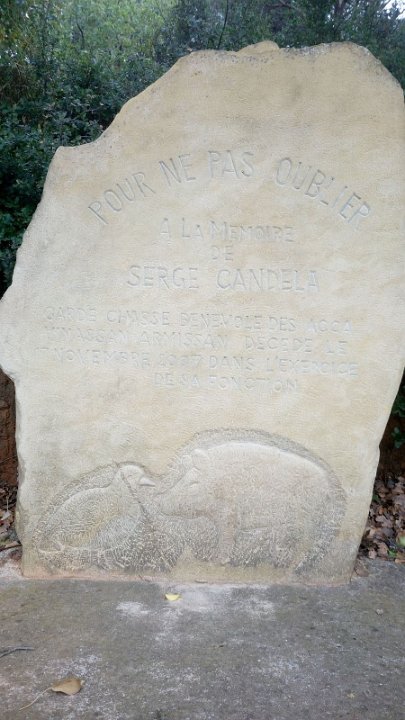 POUR NE PAS OUBLIER
A LA MEMOIRE
DE
SERGE CANDELA
GARDE CHASSE BENEVOLE DES ACCA
VINASSAN ARMISSAN DECEDE LE
NOVEMBRE DANS L'EXERCICE
DE SA FONCTION